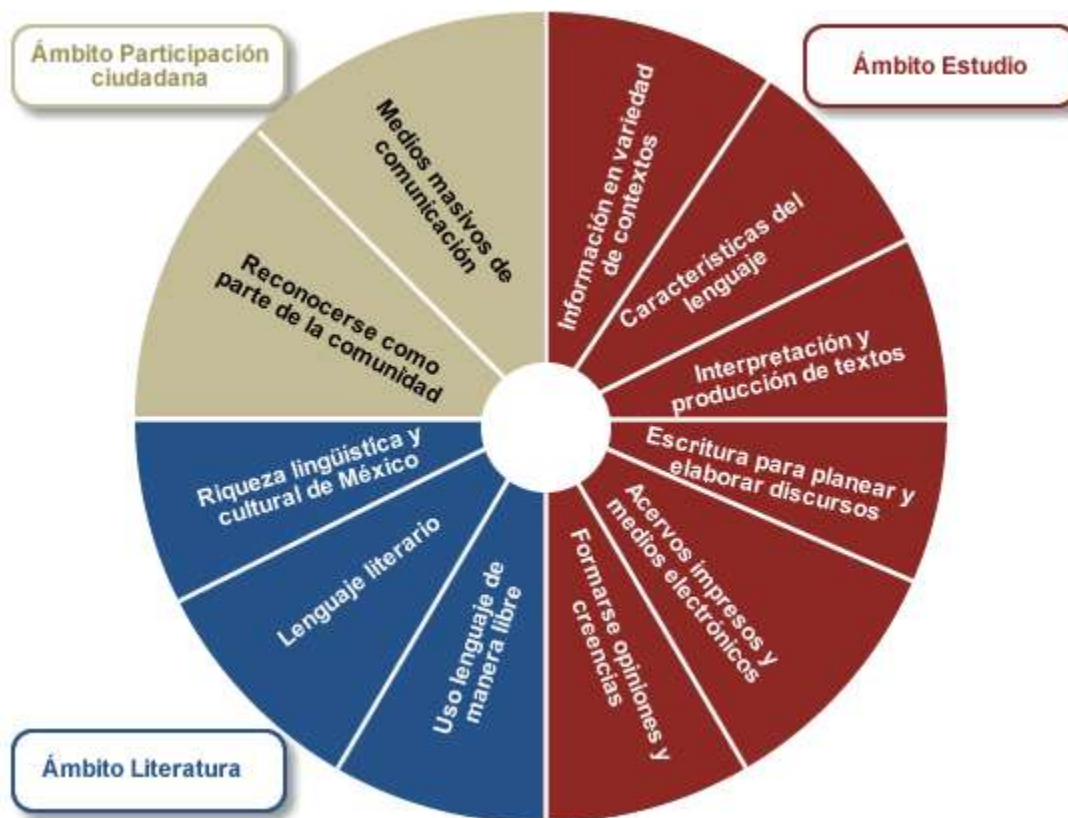 Ámbito Participación
ciudadana
Ámbito Estudio
Medios masivos de
comunicación
Reconocerse como
parte de la comunidad
Información en variedad
de contextos
Características del
lenguaje
Interpretación y
producción de textos
Escritura para planear y
elaborar discursos
Acervos impresos y
medios electrónicos
Formarse opiniones y
creencias
Uso lenguaje de
manera libre
Lenguaje literario
Riqueza lingüística y
cultural de México
Ámbito Literatura